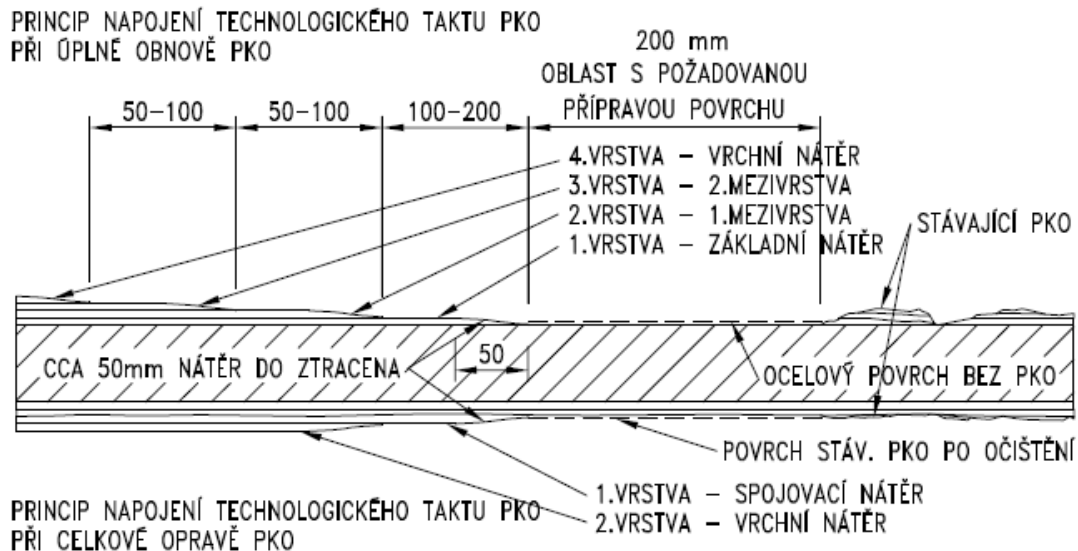 PRINCIP NAPOJENÍ TECHNOLOGICKÉHO TAKTU PKO
PŘI ÚPLNÉ OBNOVĚ PKO
200 mm
OBLAST S POŽADOVANOU
PŘÍPRAVOU POVRCHU
50-100
50-100
100-200
4.VRSTVA – VRCHNÍ NÁTĚR
3.VRSTVA – 2.MEZIVRSTVA
2.VRSTVA – 1.MEZIVRSTVA
1.VRSTVA – ZÁKLADNÍ NÁTĚR
STÁVAJÍCÍ PKO
CCA 50mm NÁTĚR DO ZTRACENA
50
OCELOVÝ POVRCH BEZ PKO
POVRCH STÁV. PKO PO OČIŠTĚNÍ
1.VRSTVA – SPOJOVACÍ NÁTĚR
2.VRSTVA – VRCHNÍ NÁTĚR
PRINCIP NAPOJENÍ TECHNOLOGICKÉHO TAKTU PKO
PŘI CELKOVÉ OPRAVĚ PKO